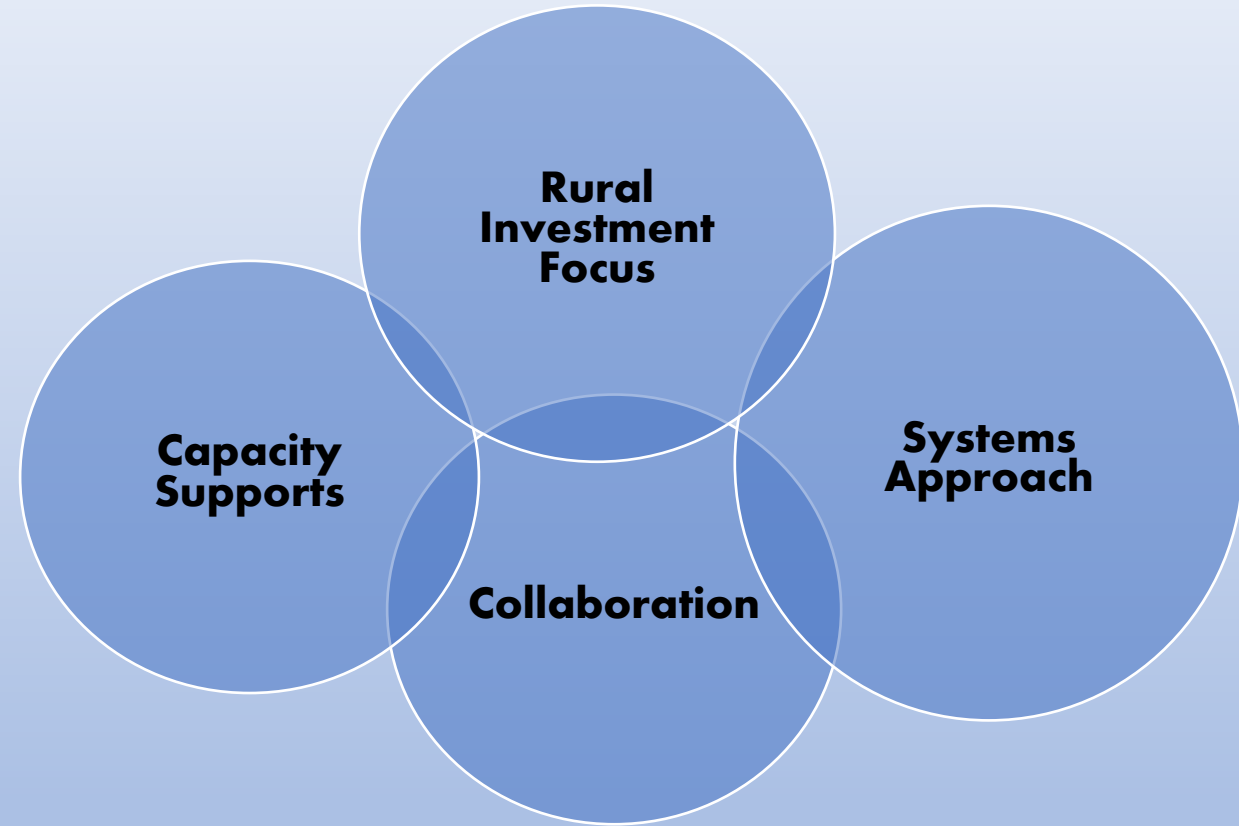 Rural
Investment
Focus
Capacity
Supports
Systems
Approach
Collaboration